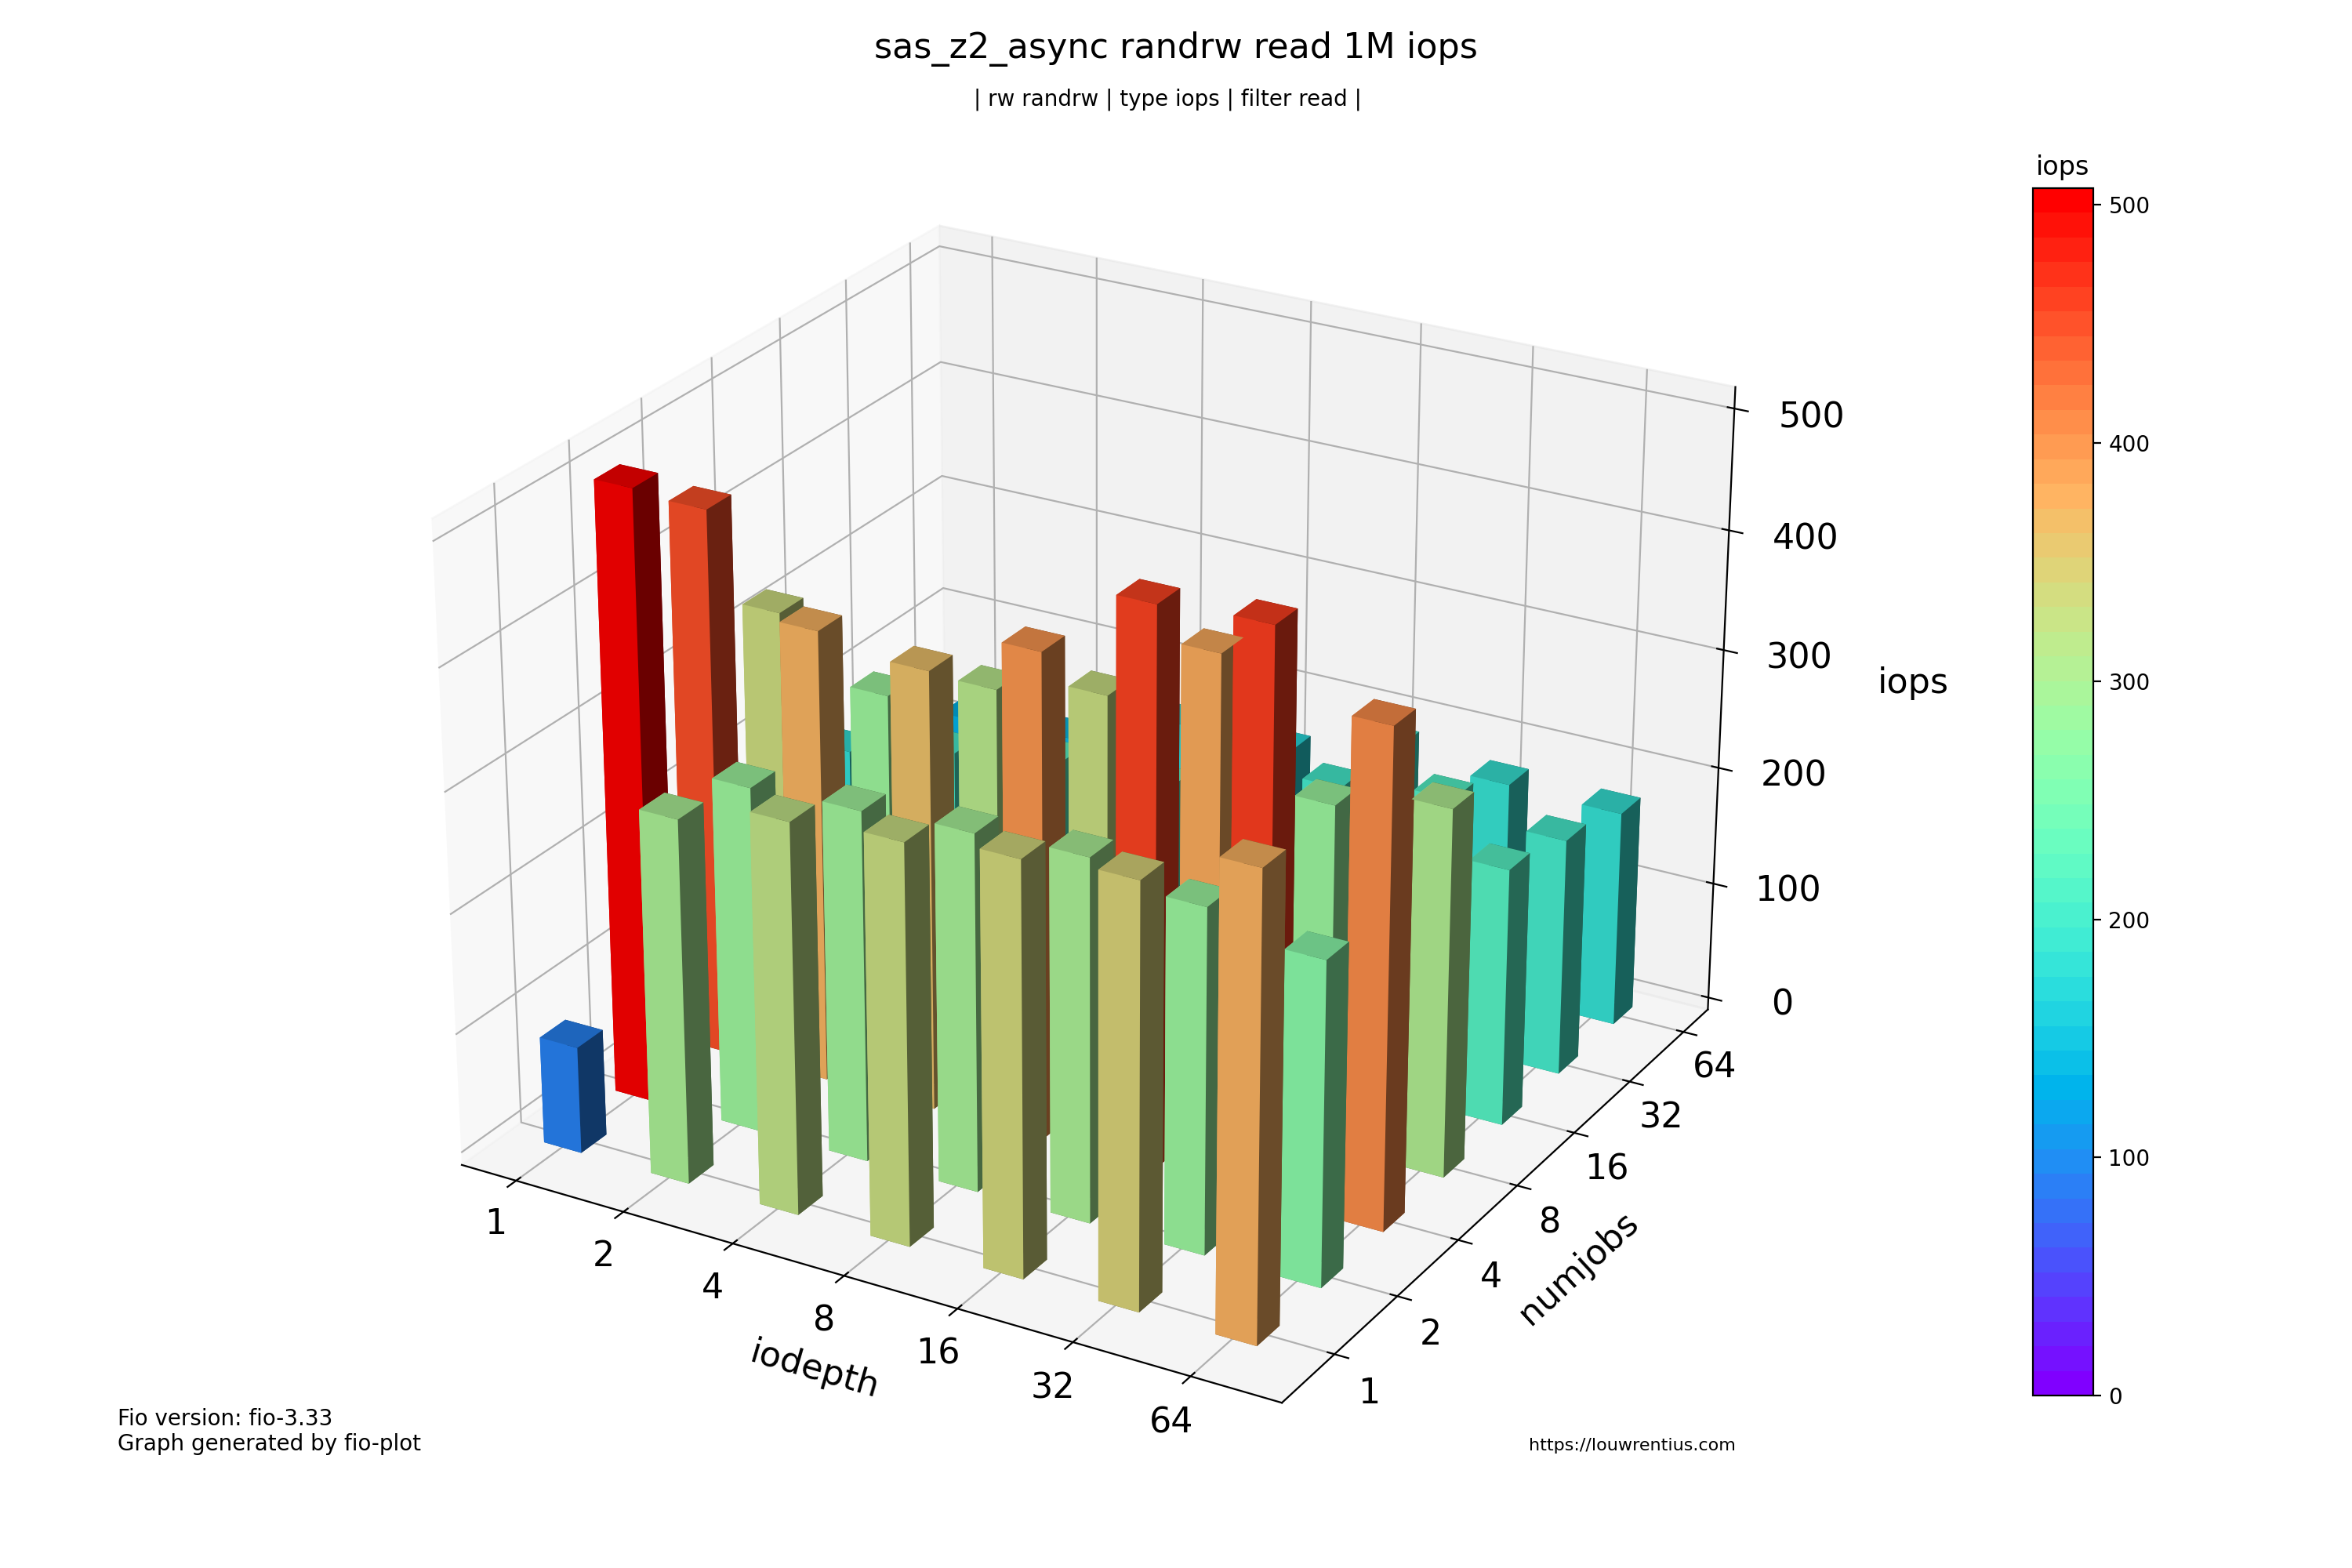 sas_z2_async randrw read 1M iops
| rw randrw | type iops | filter read |
iops
500
400
300
200
100
0
500
400
300
200
100
0
iops
1
2
4
8
16
32
64
iodepth
64
32
16
8
4
2
1
numjobs
Fio version: fio-3.33
Graph generated by fio-plot
https://louwrentius.com